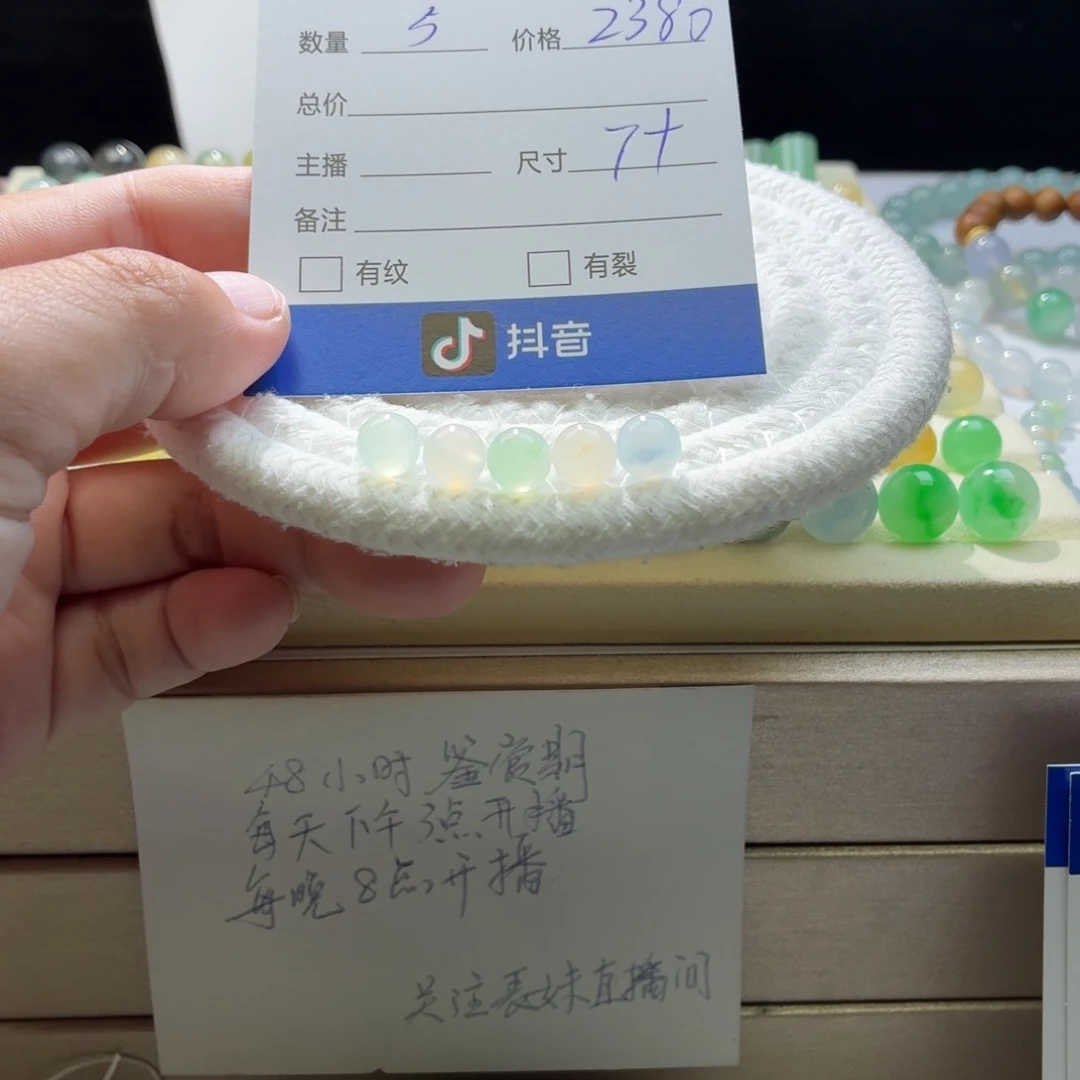 数量 5 价格 2380
总价
主播 尺寸 7+
备注
有纹 有裂
抖音
48小时鉴赏期
每天下午3点开播
每晚8点开播
关注表妹直播间